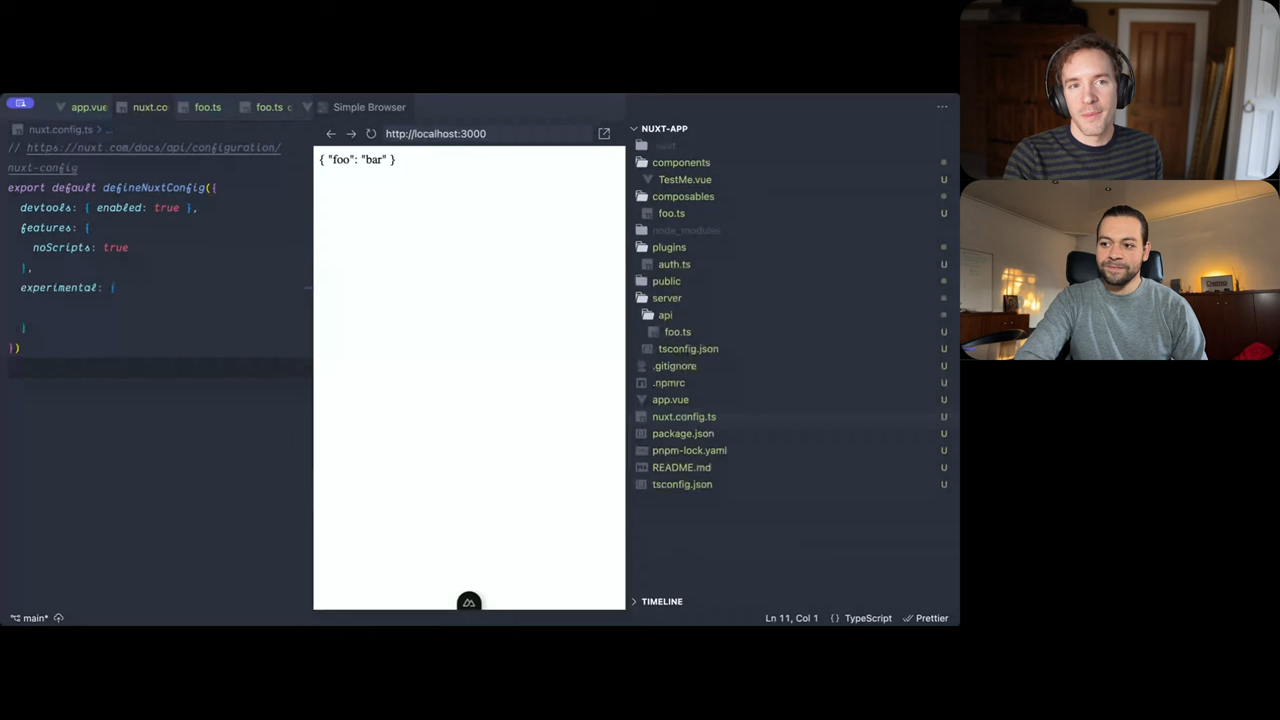 app.vue
nuxt.co
foo.ts
foo.ts c
Simple Browser
nuxt.config.ts > ...
// https://nuxt.com/docs/api/configuration/
nuxt-config
export default defineNuxtConfig({
devtools: { enabled: true },
features: {
noScripts: true
},
experimental: {
}
})
http://localhost:3000
{ "foo": "bar" }
NUXT-APP
.nuxt
components
TestMe.vue U
composables
foo.ts U
node_modules
plugins
auth.ts U
public
server
api
foo.ts U
tsconfig.json U
.gitignore U
.npmrc U
app.vue U
nuxt.config.ts U
package.json U
pnpm-lock.yaml U
README.md U
tsconfig.json U
TIMELINE
main*
Ln 11, Col 1
{ } TypeScript
Prettier
Demo